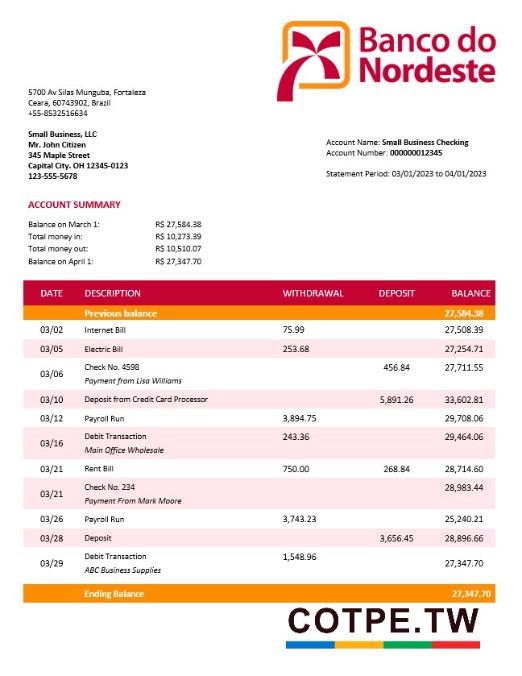 Banco do
Nordeste
5700 Av Silas Munguba, Fortaleza
Ceara, 60743902, Brazil
+55-8532516634
Small Business, LLC
Mr. John Citizen
345 Maple Street
Capital City. OH 12345-0123
123-555-5678
Account Name: Small Business Checking
Account Number: 000000012345
Statement Period: 03/01/2023 to 04/01/2023
ACCOUNT SUMMARY
Balance on March 1: R$ 27,584.38
Total money in: R$ 10,273.39
Total money out: R$ 10,510.07
Balance on April 1: R$ 27,347.70
DATE DESCRIPTION WITHDRAWAL DEPOSIT BALANCE
Previous balance 27,584.38
03/02 Internet Bill 75.99 27,508.39
03/05 Electric Bill 253.68 27,254.71
03/06 Check No. 4598 456.84 27,711.55
Payment from Lisa Williams
03/10 Deposit from Credit Card Processor 5,891.26 33,602.81
03/12 Payroll Run 3,894.75 29,708.06
03/16 Debit Transaction 243.36 29,464.06
Main Office Wholesale
03/21 Rent Bill 750.00 268.84 28,714.60
03/21 Check No. 234 28,983.44
Payment From Mark Moore
03/26 Payroll Run 3,743.23 25,240.21
03/28 Deposit 3,656.45 28,896.66
03/29 Debit Transaction 1,548.96 27,347.70
ABC Business Supplies
Ending Balance 27,347.70
COTPE.TW